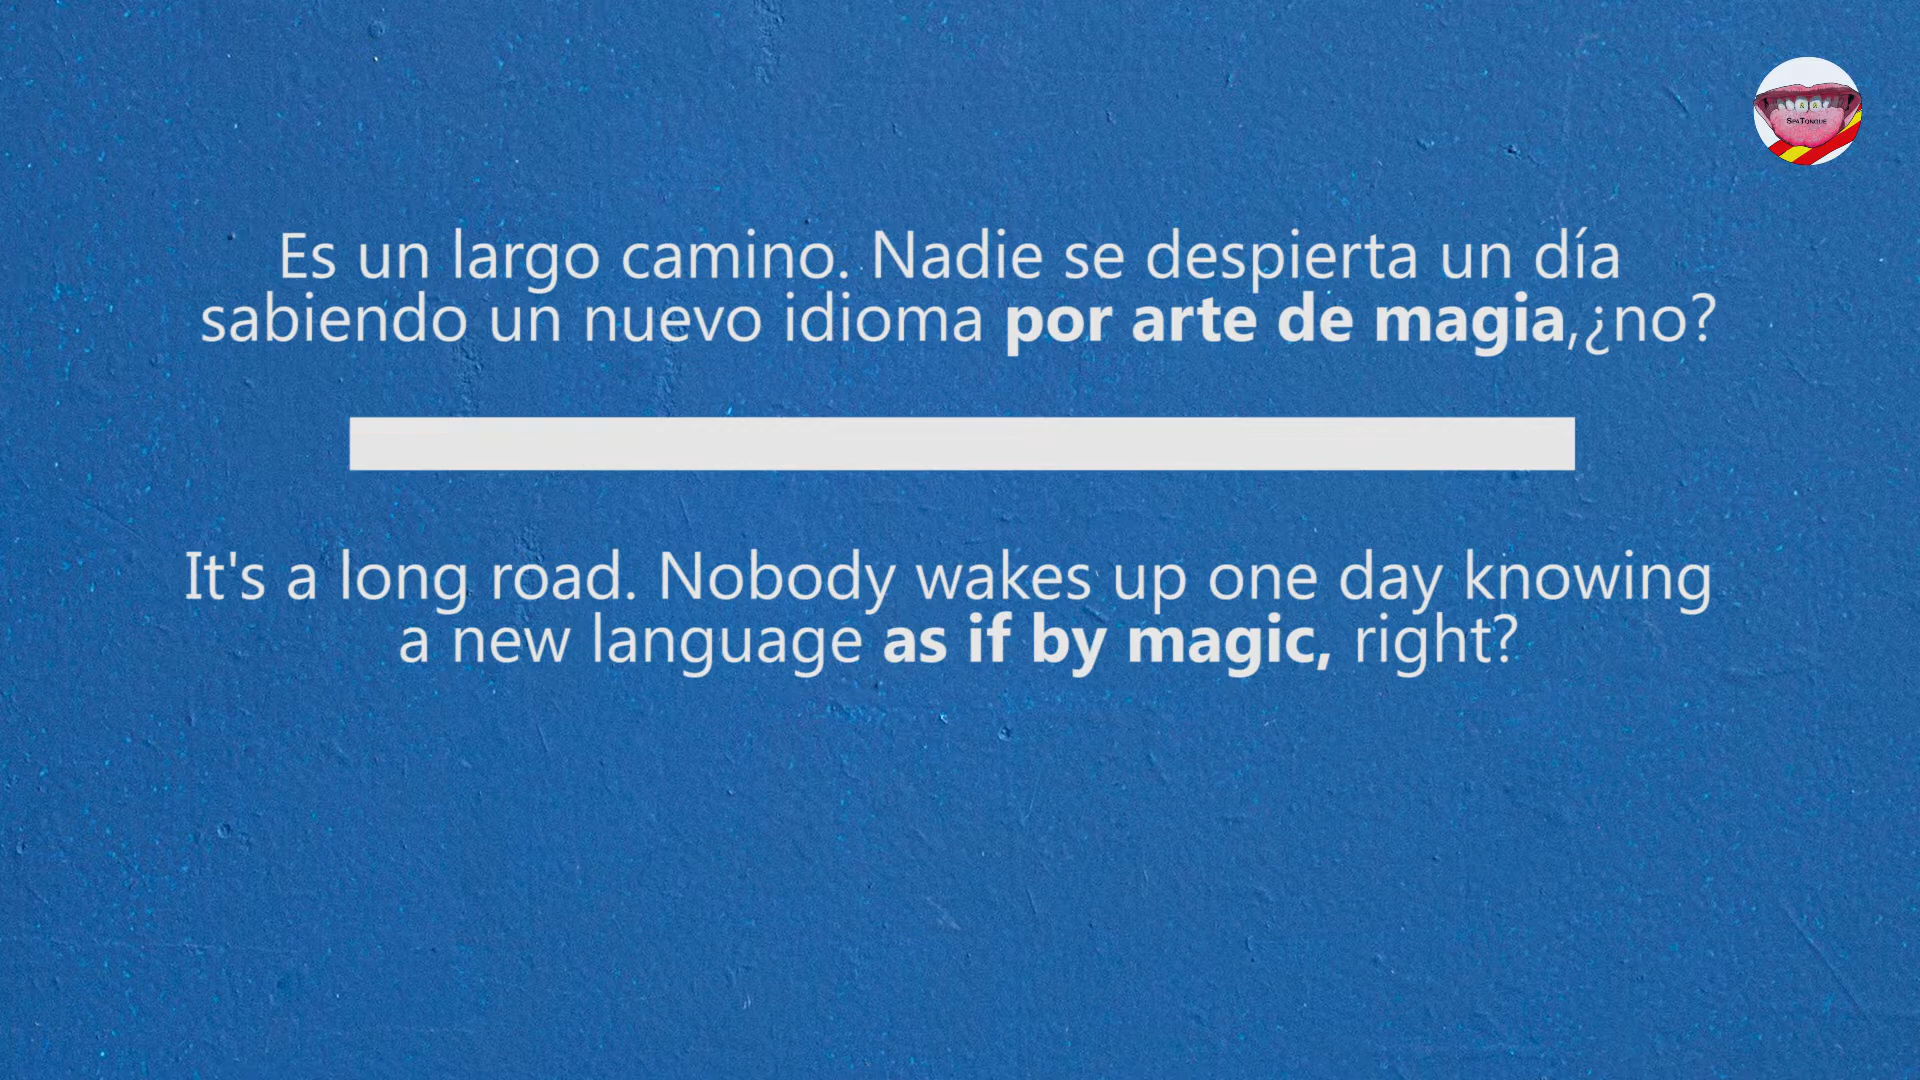 SPATONGUE
Es un largo camino. Nadie se despierta un día
sabiendo un nuevo idioma por arte de magia,¿no?
It's a long road. Nobody wakes up one day knowing
a new language as if by magic, right?